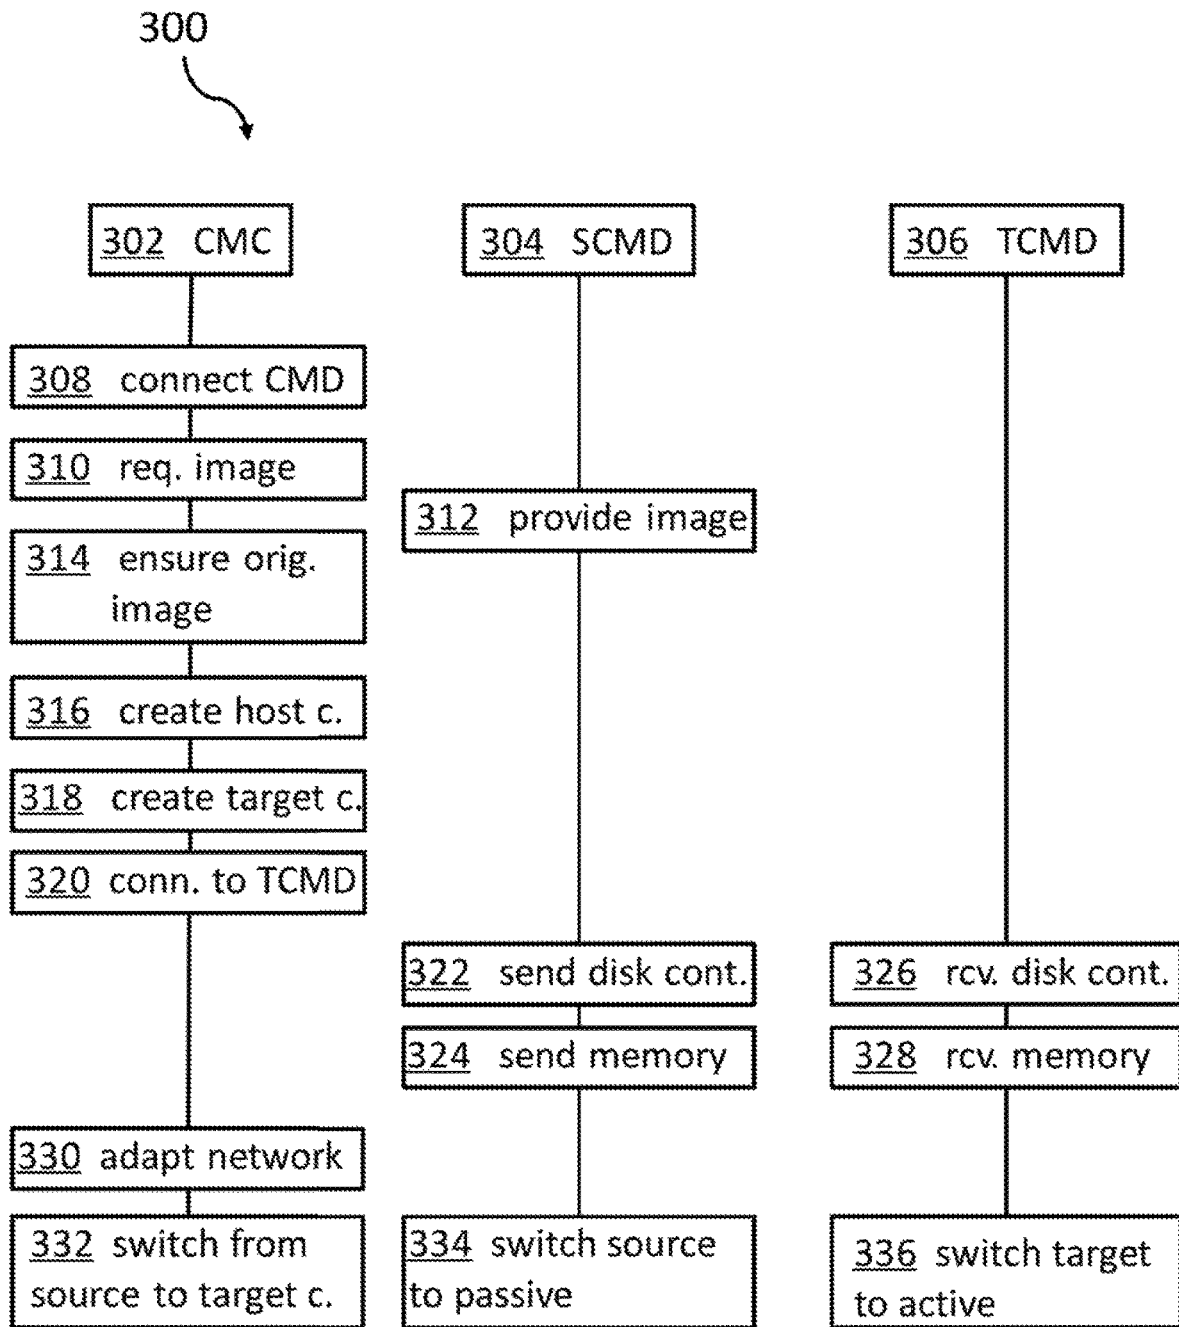 300
302 CMC
304 SCMD
306 TCMD
308 connect CMD
310 req. image
312 provide image
314 ensure orig.
image
316 create host c.
318 create target c.
320 conn. to TCMD
322 send disk cont.
326 rcv. disk cont.
324 send memory
328 rcv. memory
330 adapt network
332 switch from
source to target c.
334 switch source
to passive
336 switch target
to active